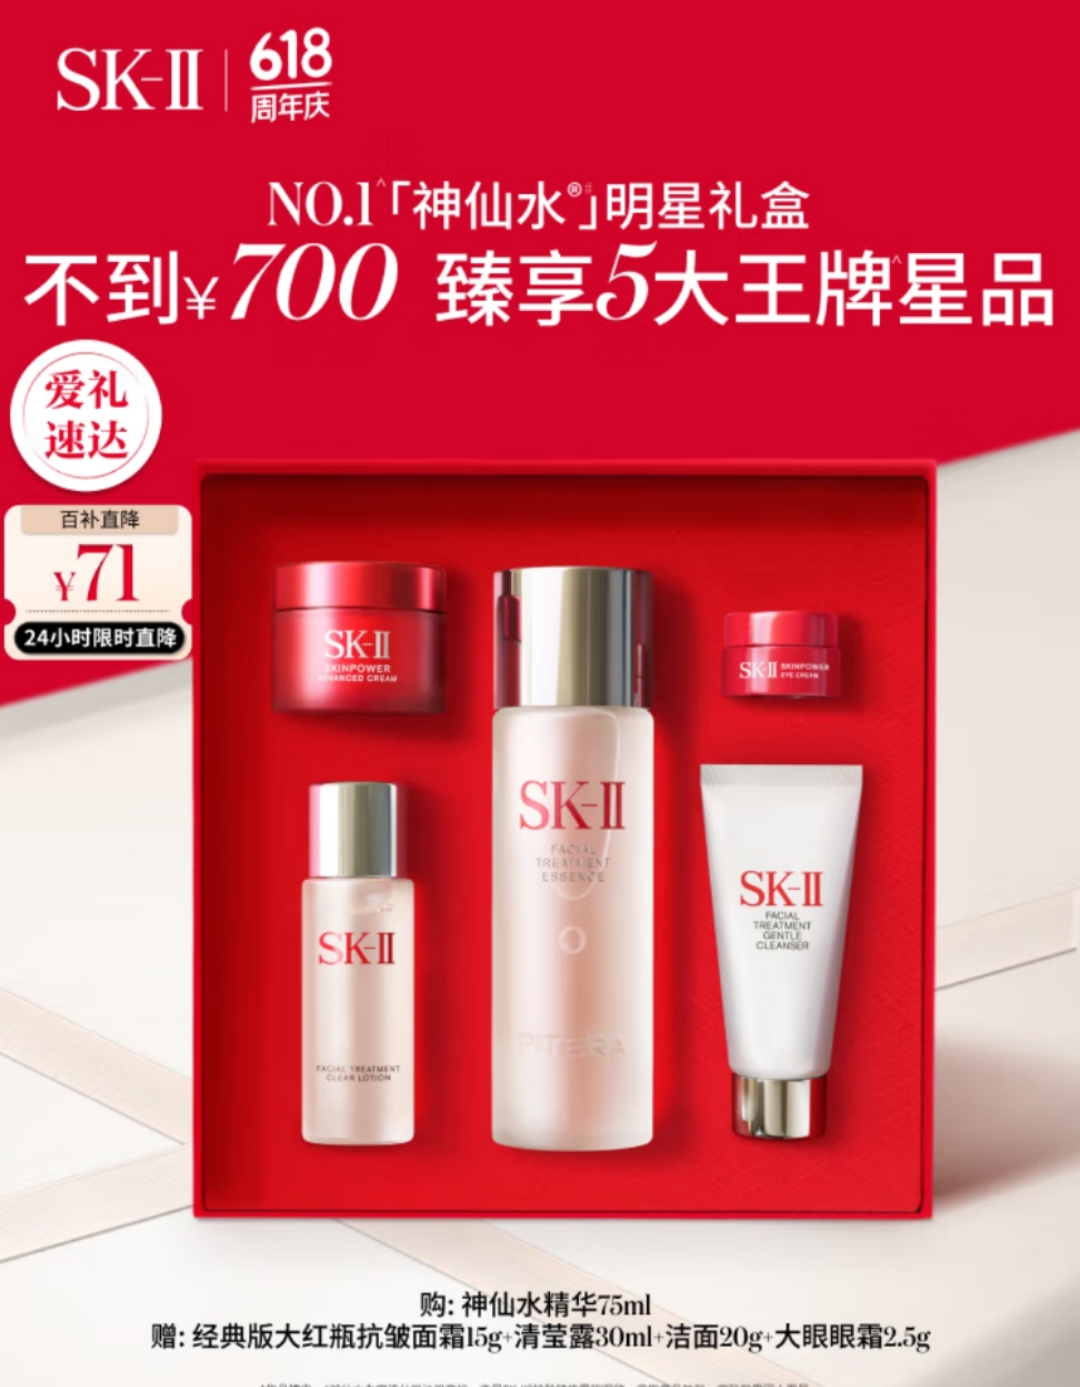 SK-II
618
周年庆
NO.1^「神仙水®#」明星礼盒
不到¥700 臻享5大王牌^星品
爱礼
速达
百补直降
¥71
24小时限时直降
SK-II
SKINPOWER
ADVANCED CREAM
SK-II
SKINPOWER
EYE CREAM
SK-II
FACIAL
TREATMENT
ESSENCE
PITERA
SK-II
FACIAL TREATMENT
CLEAR LOTION
SK-II
FACIAL
TREATMENT
GENTLE
CLEANSER
购: 神仙水精华75ml
赠: 经典版大红瓶抗皱面霜15g+清莹露30ml+洁面20g+大眼眼霜2.5g